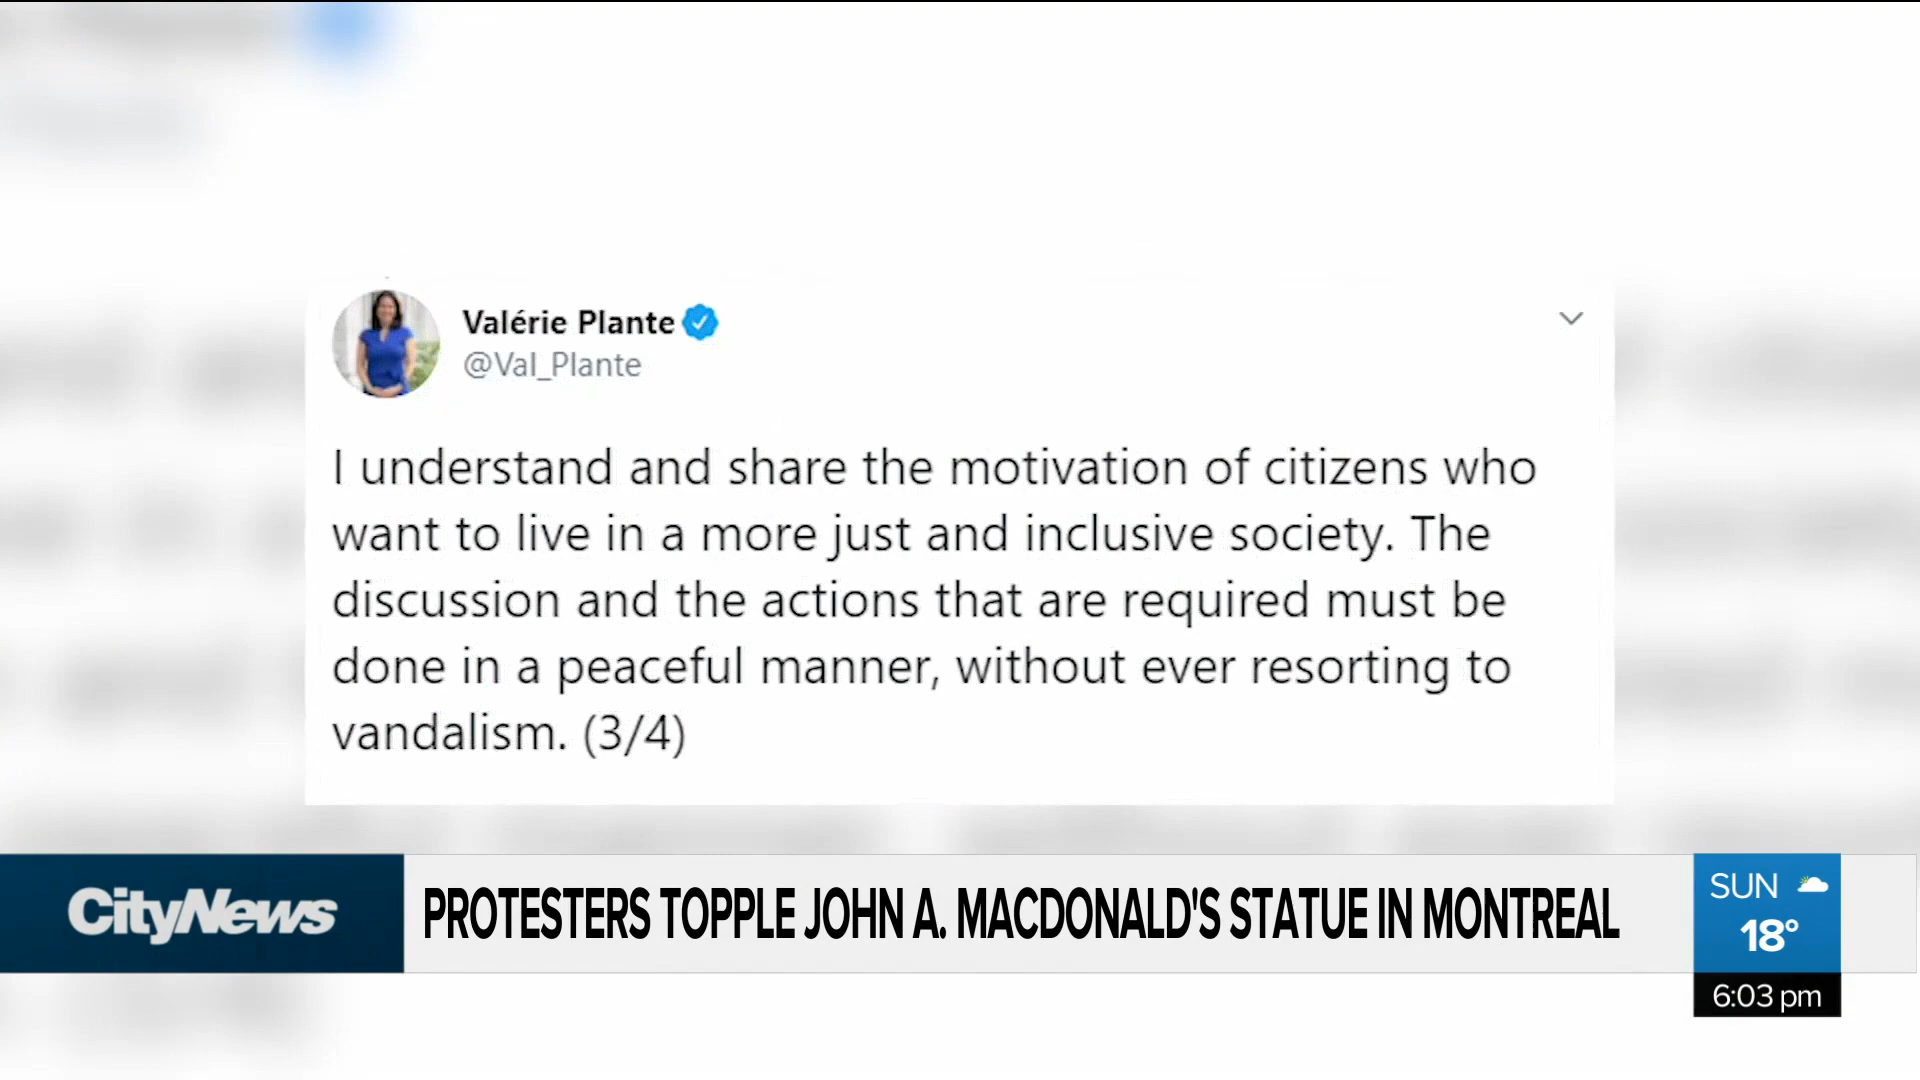 Valérie Plante
@Val_Plante
I understand and share the motivation of citizens who
want to live in a more just and inclusive society. The
discussion and the actions that are required must be
done in a peaceful manner, without ever resorting to
vandalism. (3/4)
CityNews
PROTESTERS TOPPLE JOHN A. MACDONALD'S STATUE IN MONTREAL
SUN
18°
6:03 pm